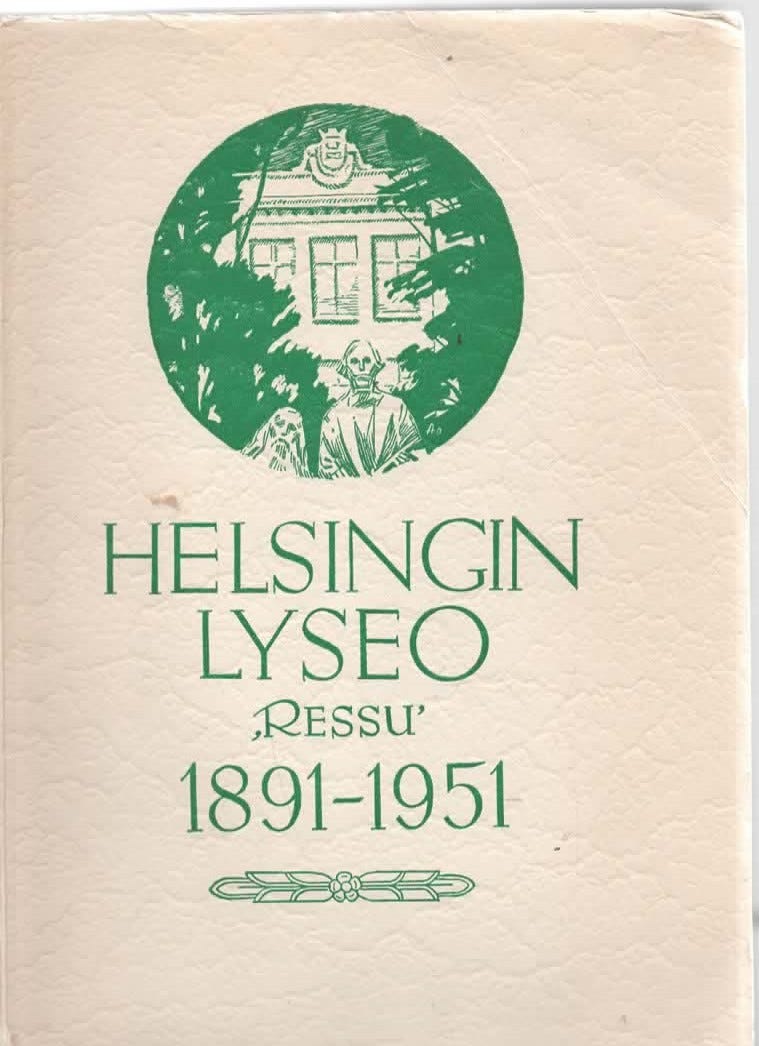 HELSINGIN
LYSEO
‚RESSU’
1891–1951